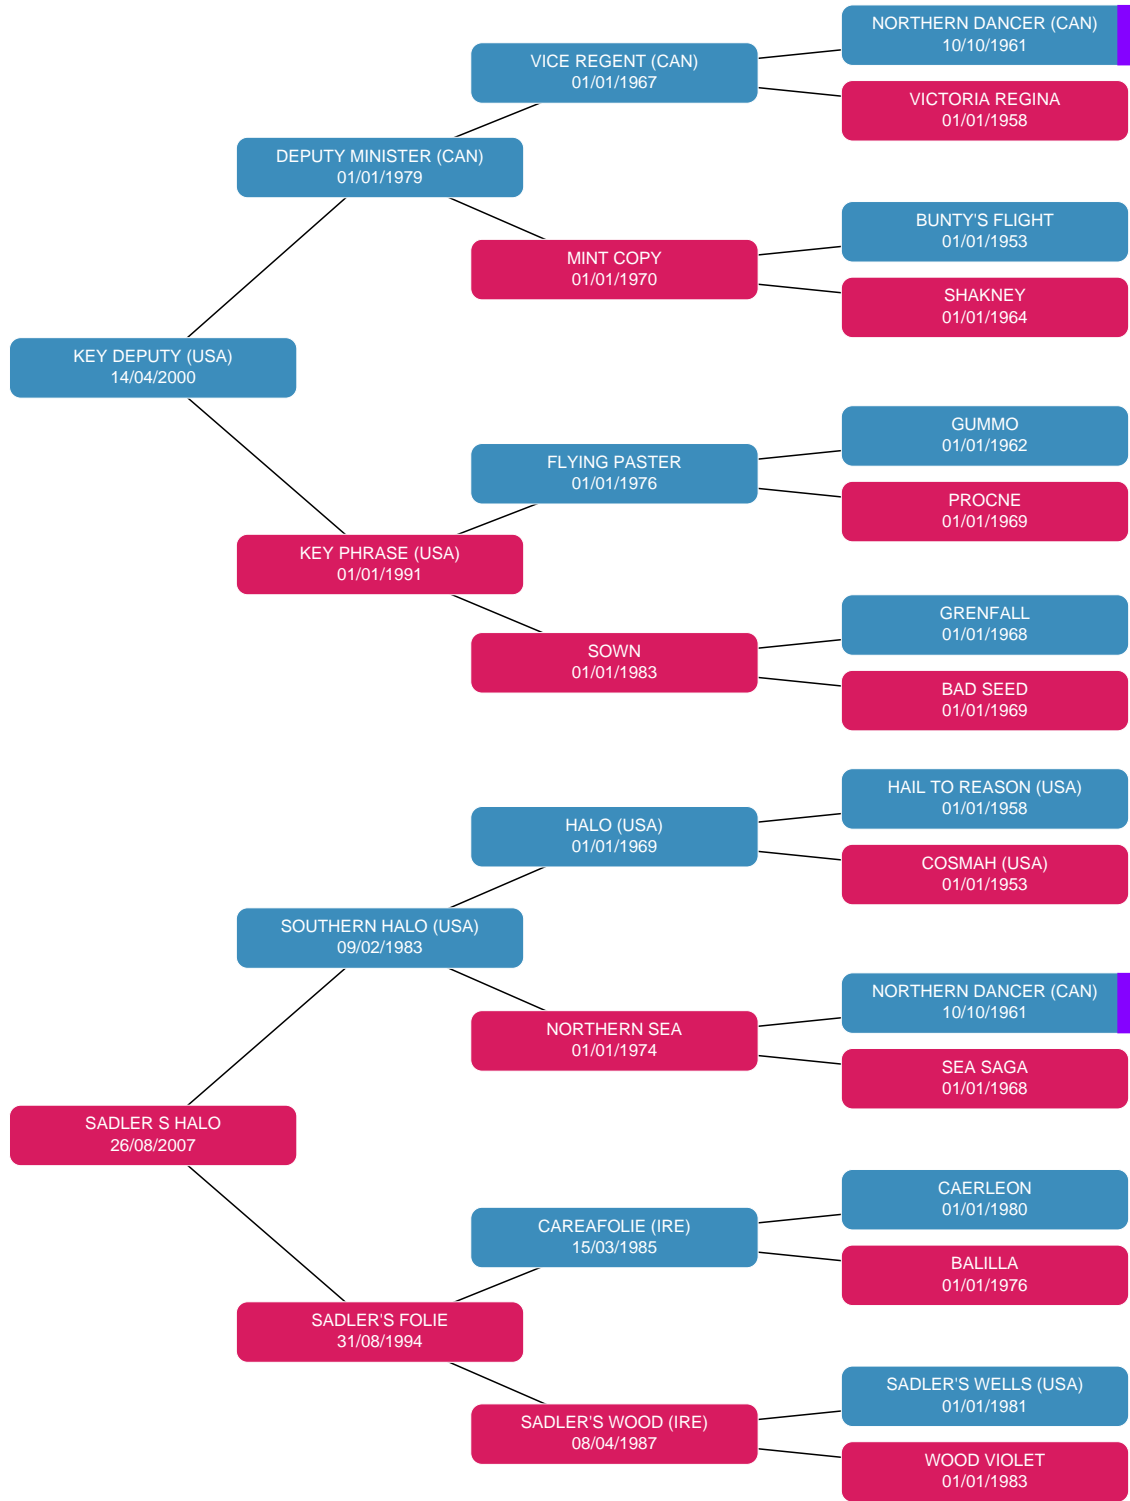 NORTHERN DANCER (CAN)
10/10/1961
VICE REGENT (CAN)
01/01/1967
VICTORIA REGINA
01/01/1958
DEPUTY MINISTER (CAN)
01/01/1979
BUNTY'S FLIGHT
01/01/1953
MINT COPY
01/01/1970
SHAKNEY
01/01/1964
KEY DEPUTY (USA)
14/04/2000
GUMMO
01/01/1962
FLYING PASTER
01/01/1976
PROCNE
01/01/1969
KEY PHRASE (USA)
01/01/1991
GRENFALL
01/01/1968
SOWN
01/01/1983
BAD SEED
01/01/1969
HAIL TO REASON (USA)
01/01/1958
HALO (USA)
01/01/1969
COSMAH (USA)
01/01/1953
SOUTHERN HALO (USA)
09/02/1983
NORTHERN DANCER (CAN)
10/10/1961
NORTHERN SEA
01/01/1974
SEA SAGA
01/01/1968
SADLER S HALO
26/08/2007
CAERLEON
01/01/1980
CAREAFOLIE (IRE)
15/03/1985
BALILLA
01/01/1976
SADLER'S FOLIE
31/08/1994
SADLER'S WELLS (USA)
01/01/1981
SADLER'S WOOD (IRE)
08/04/1987
WOOD VIOLET
01/01/1983